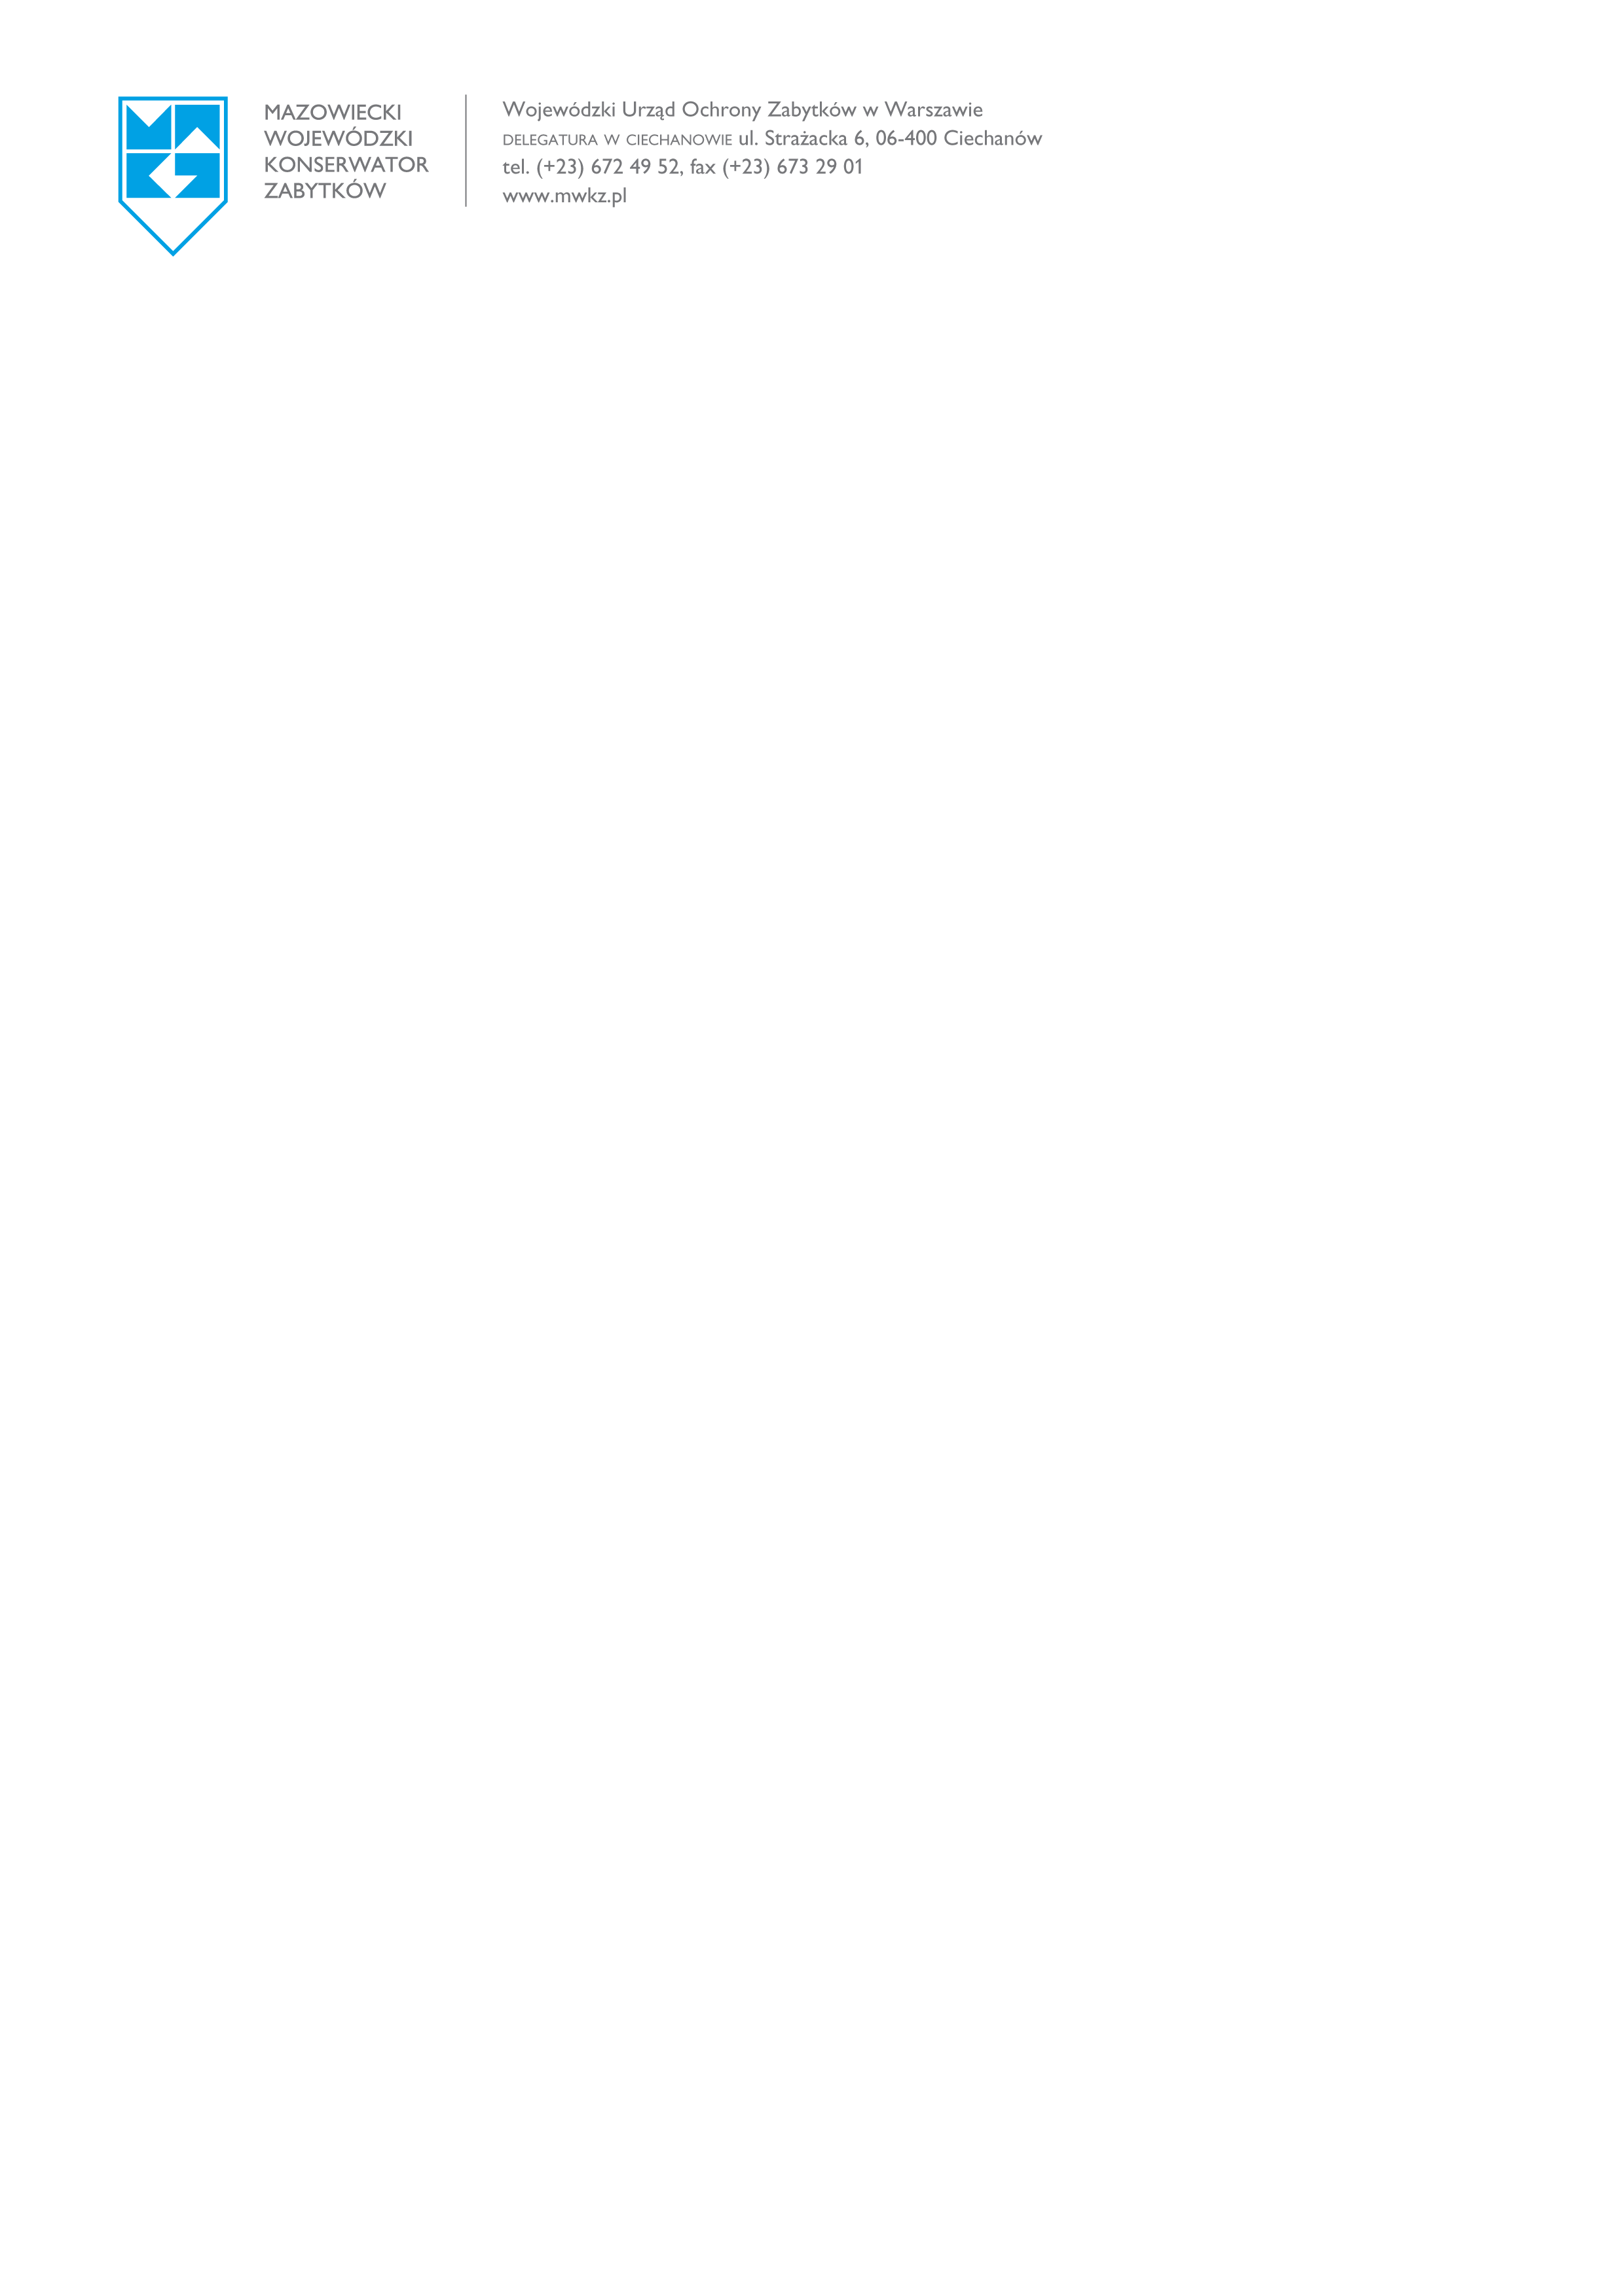 MAZOWIECKI
WOJEWÓDZKI
KONSERWATOR
ZABYTKÓW
Wojewódzki Urząd Ochrony Zabytków w Warszawie
DELEGATURA W CIECHANOWIE ul. Strażacka 6, 06-400 Ciechanów
tel. (+23) 672 49 52, fax (+23) 673 29 01
www.mwkz.pl